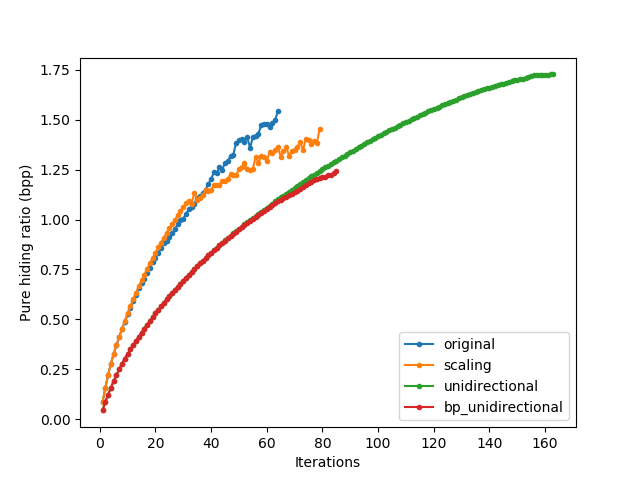 1.75
1.50
1.25
1.00
0.75
0.50
0.25
0.00
Pure hiding ratio (bpp)
original
scaling
unidirectional
bp_unidirectional
0 20 40 60 80 100 120 140 160
Iterations